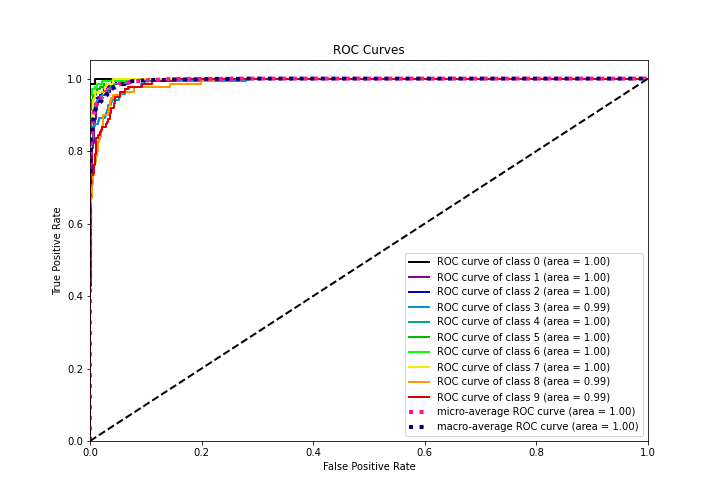 ROC Curves
1.0
0.8
0.6
0.4
0.2
0.0
True Positive Rate
ROC curve of class 0 (area = 1.00)
ROC curve of class 1 (area = 1.00)
ROC curve of class 2 (area = 1.00)
ROC curve of class 3 (area = 0.99)
ROC curve of class 4 (area = 1.00)
ROC curve of class 5 (area = 1.00)
ROC curve of class 6 (area = 1.00)
ROC curve of class 7 (area = 1.00)
ROC curve of class 8 (area = 0.99)
ROC curve of class 9 (area = 0.99)
micro-average ROC curve (area = 1.00)
macro-average ROC curve (area = 1.00)
0.0 0.2 0.4 0.6 0.8 1.0
False Positive Rate